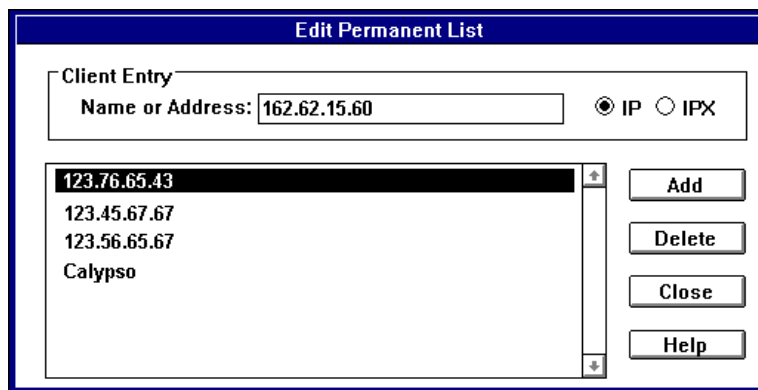 Edit Permanent List
Client Entry
Name or Address: 162.62.15.60 IP IPX
123.76.65.43
123.45.67.67
123.56.65.67
Calypso
Add
Delete
Close
Help